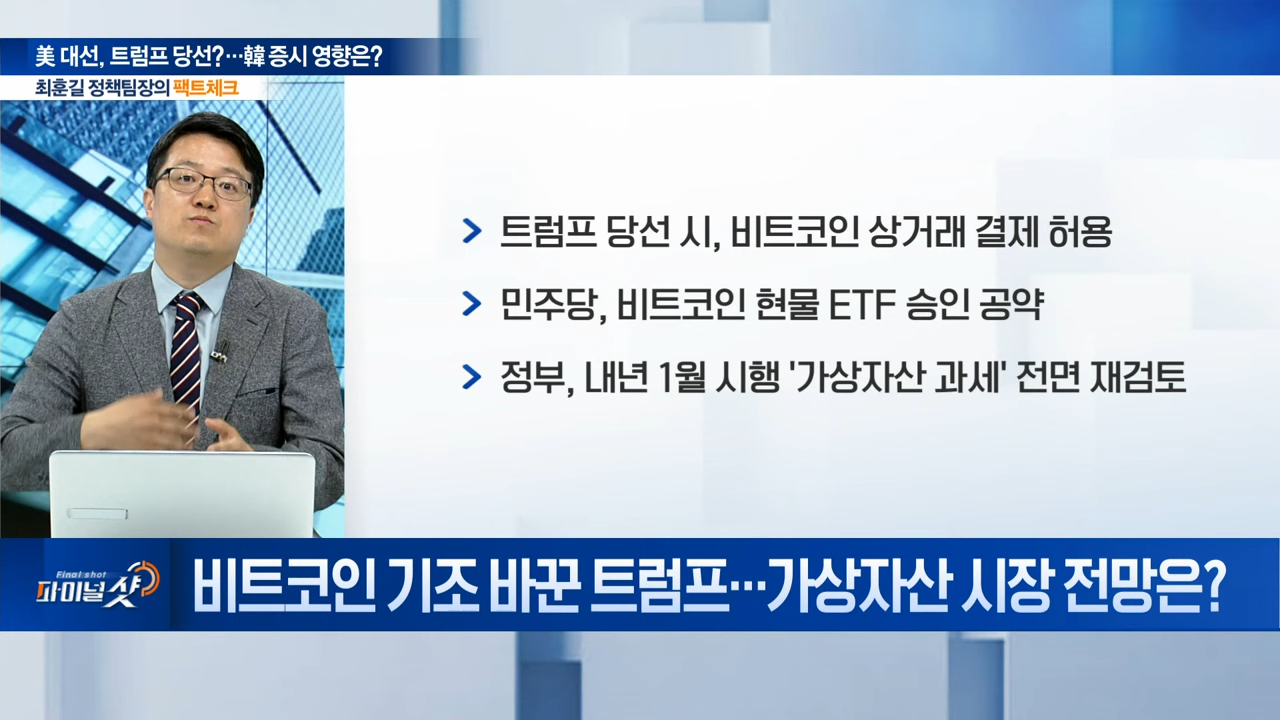 美 대선, 트럼프 당선?…韓 증시 영향은?
최훈길 정책팀장의 팩트체크
> 트럼프 당선 시, 비트코인 상거래 결제 허용
> 민주당, 비트코인 현물 ETF 승인 공약
> 정부, 내년 1월 시행 '가상자산 과세' 전면 재검토
Final shot
파이널 샷
비트코인 기조 바꾼 트럼프…가상자산 시장 전망은?